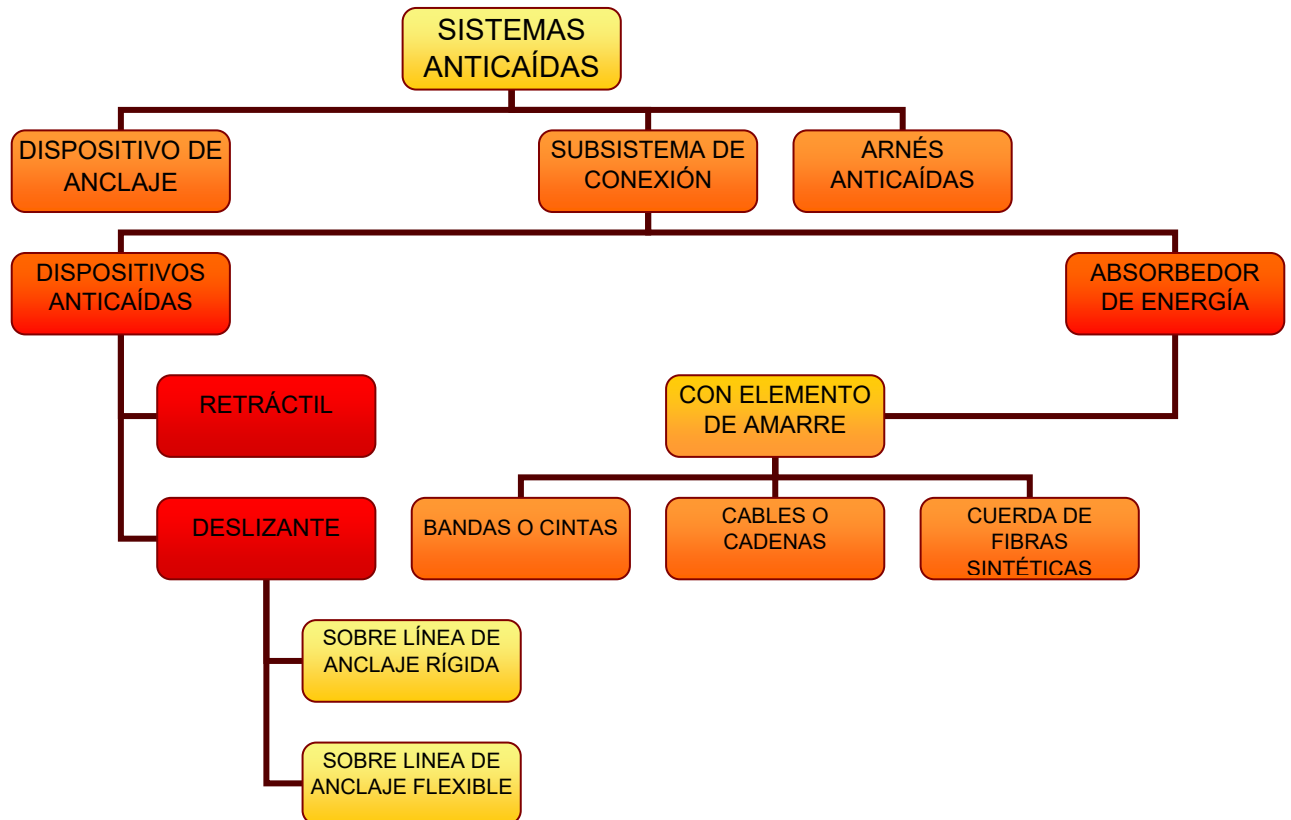 SISTEMAS
ANTICAÍDAS
DISPOSITIVO DE
ANCLAJE
SUBSISTEMA DE
CONEXIÓN
ARNÉS
ANTICAÍDAS
DISPOSITIVOS
ANTICAÍDAS
ABSORBEDOR
DE ENERGÍA
RETRÁCTIL
CON ELEMENTO
DE AMARRE
DESLIZANTE
BANDAS O CINTAS
CABLES O
CADENAS
CUERDA DE
FIBRAS
SINTÉTICAS
SOBRE LÍNEA DE
ANCLAJE RÍGIDA
SOBRE LINEA DE
ANCLAJE FLEXIBLE